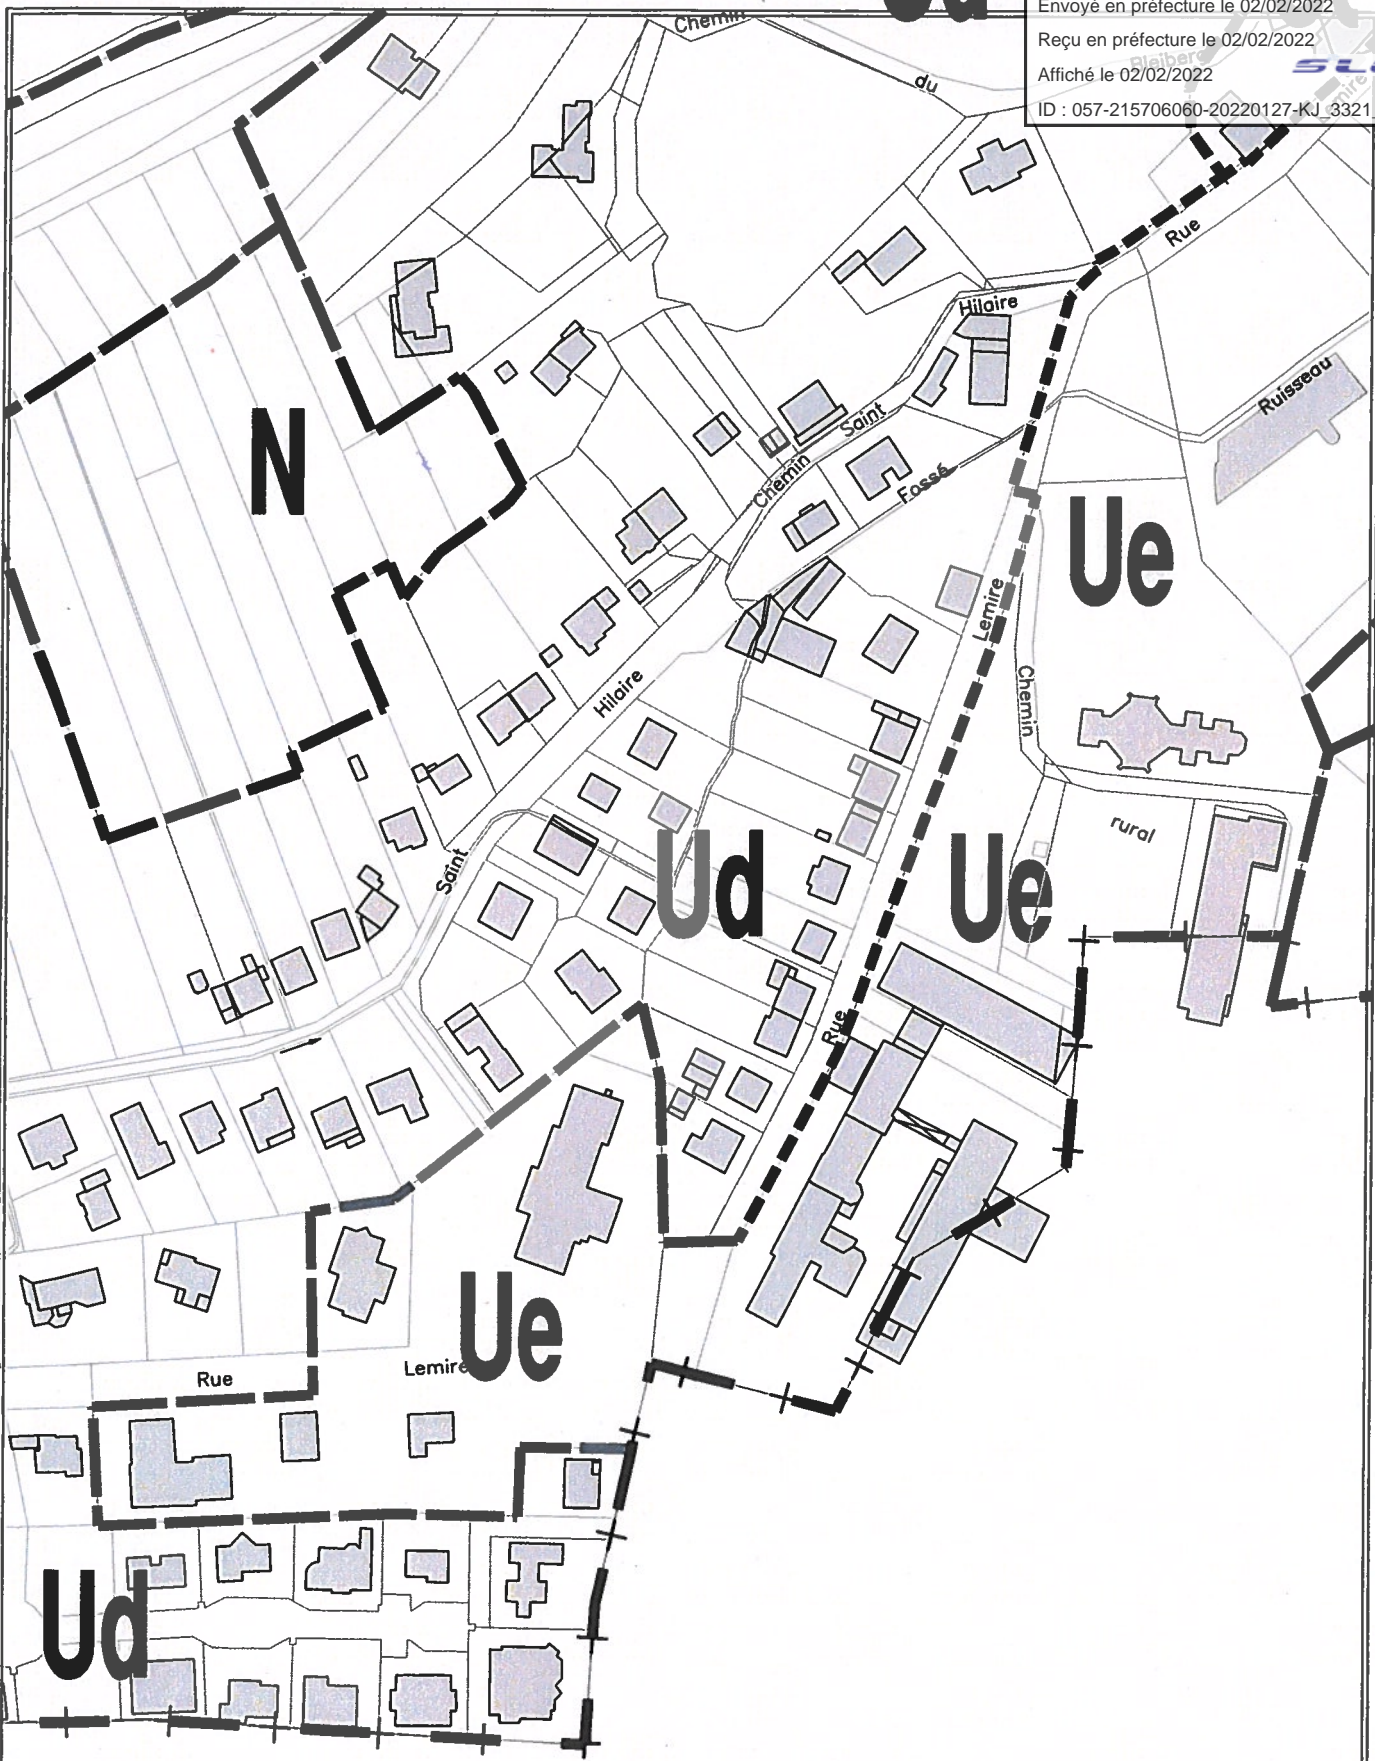 Chemin
du
Envoyé en préfecture le 02/02/2022
Reçu en préfecture le 02/02/2022
Affiché le 02/02/2022
ID : 057-215706060-20220127-KJ_3321_
Bleiberg
Rue
Hilaire
Ruisseau
Saint
Chemin
Fossé
N
Ue
Lemire
Chemin
Hilaire
rural
Ud
Ue
Saint
Rue
Ue
Rue
Lemire
Ud